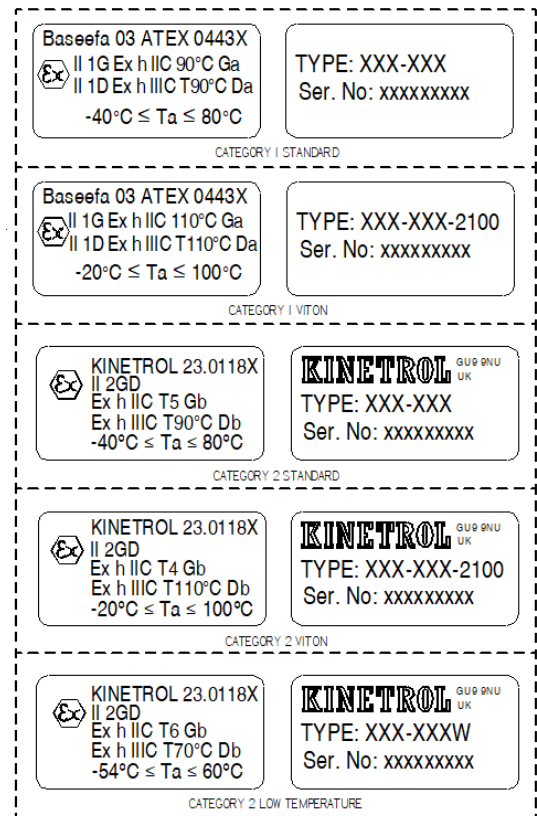 Baseefa 03 ATEX 0443X
Ex II 1G Ex h IIC 90°C Ga
II 1D Ex h IIIC T90°C Da
-40°C ≤ Ta ≤ 80°C
TYPE: XXX-XXX
Ser. No: xxxxxxxxx
CATEGORY I STANDARD
Baseefa 03 ATEX 0443X
Ex II 1G Ex h IIC 110°C Ga
II 1D Ex h IIIC T110°C Da
-20°C ≤ Ta ≤ 100°C
TYPE: XXX-XXX-2100
Ser. No: xxxxxxxxx
CATEGORY I VITON
KINETROL 23.0118X
Ex II 2GD
Ex h IIC T5 Gb
Ex h IIIC T90°C Db
-40°C ≤ Ta ≤ 80°C
KINETROL GU9 9NU
UK
TYPE: XXX-XXX
Ser. No: xxxxxxxxx
CATEGORY 2 STANDARD
KINETROL 23.0118X
Ex II 2GD
Ex h IIC T4 Gb
Ex h IIIC T110°C Db
-20°C ≤ Ta ≤ 100°C
KINETROL GU9 9NU
UK
TYPE: XXX-XXX-2100
Ser. No: xxxxxxxxx
CATEGORY 2 VITON
KINETROL 23.0118X
Ex II 2GD
Ex h IIC T6 Gb
Ex h IIIC T70°C Db
-54°C ≤ Ta ≤ 60°C
KINETROL GU9 9NU
UK
TYPE: XXX-XXXW
Ser. No: xxxxxxxxx
CATEGORY 2 LOW TEMPERATURE